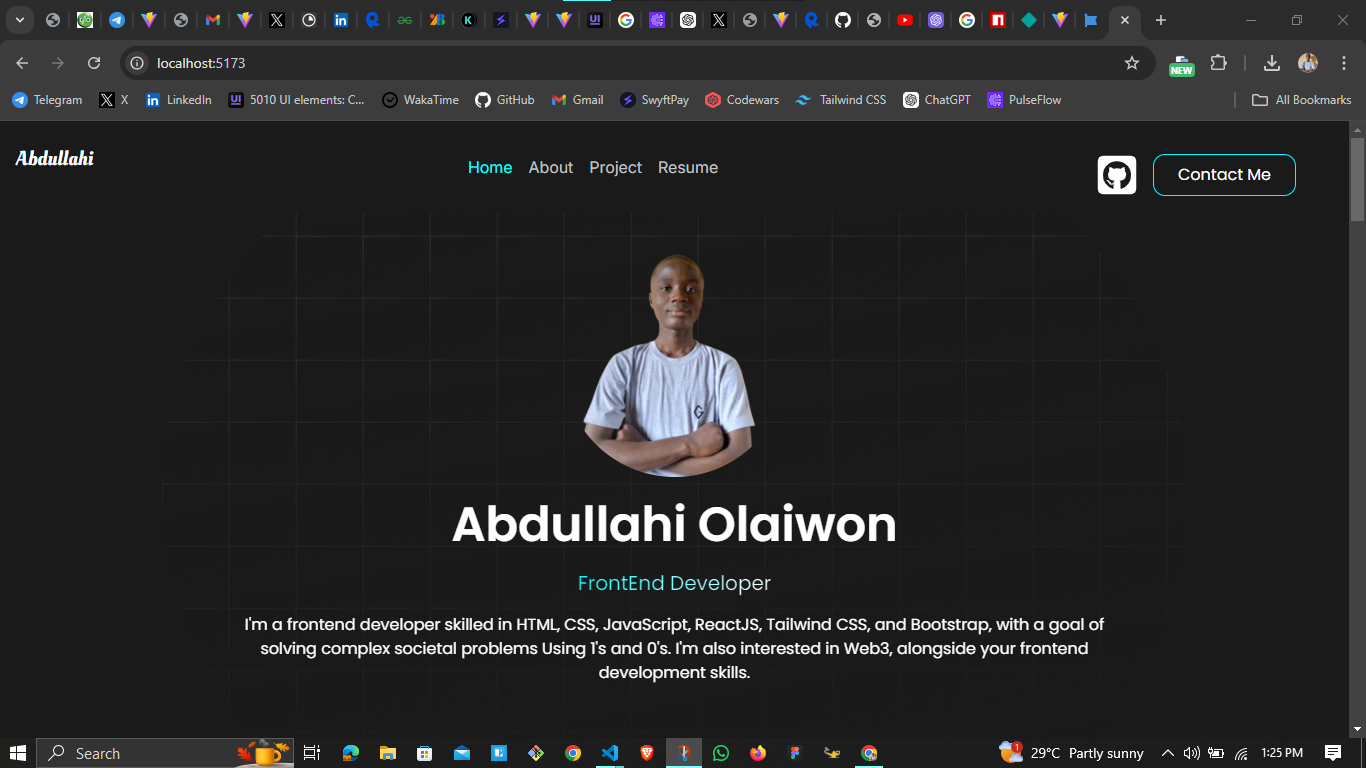 localhost:5173
NEW
Telegram
X
LinkedIn
5010 UI elements: C...
WakaTime
GitHub
Gmail
SwyftPay
Codewars
Tailwind CSS
ChatGPT
PulseFlow
All Bookmarks
Abdullahi
Home
About
Project
Resume
Contact Me
Abdullahi Olaiwon
FrontEnd Developer
I'm a frontend developer skilled in HTML, CSS, JavaScript, ReactJS, Tailwind CSS, and Bootstrap, with a goal of
solving complex societal problems Using 1's and 0's. I'm also interested in Web3, alongside your frontend
development skills.
Search
1
29°C Partly sunny
1:25 PM